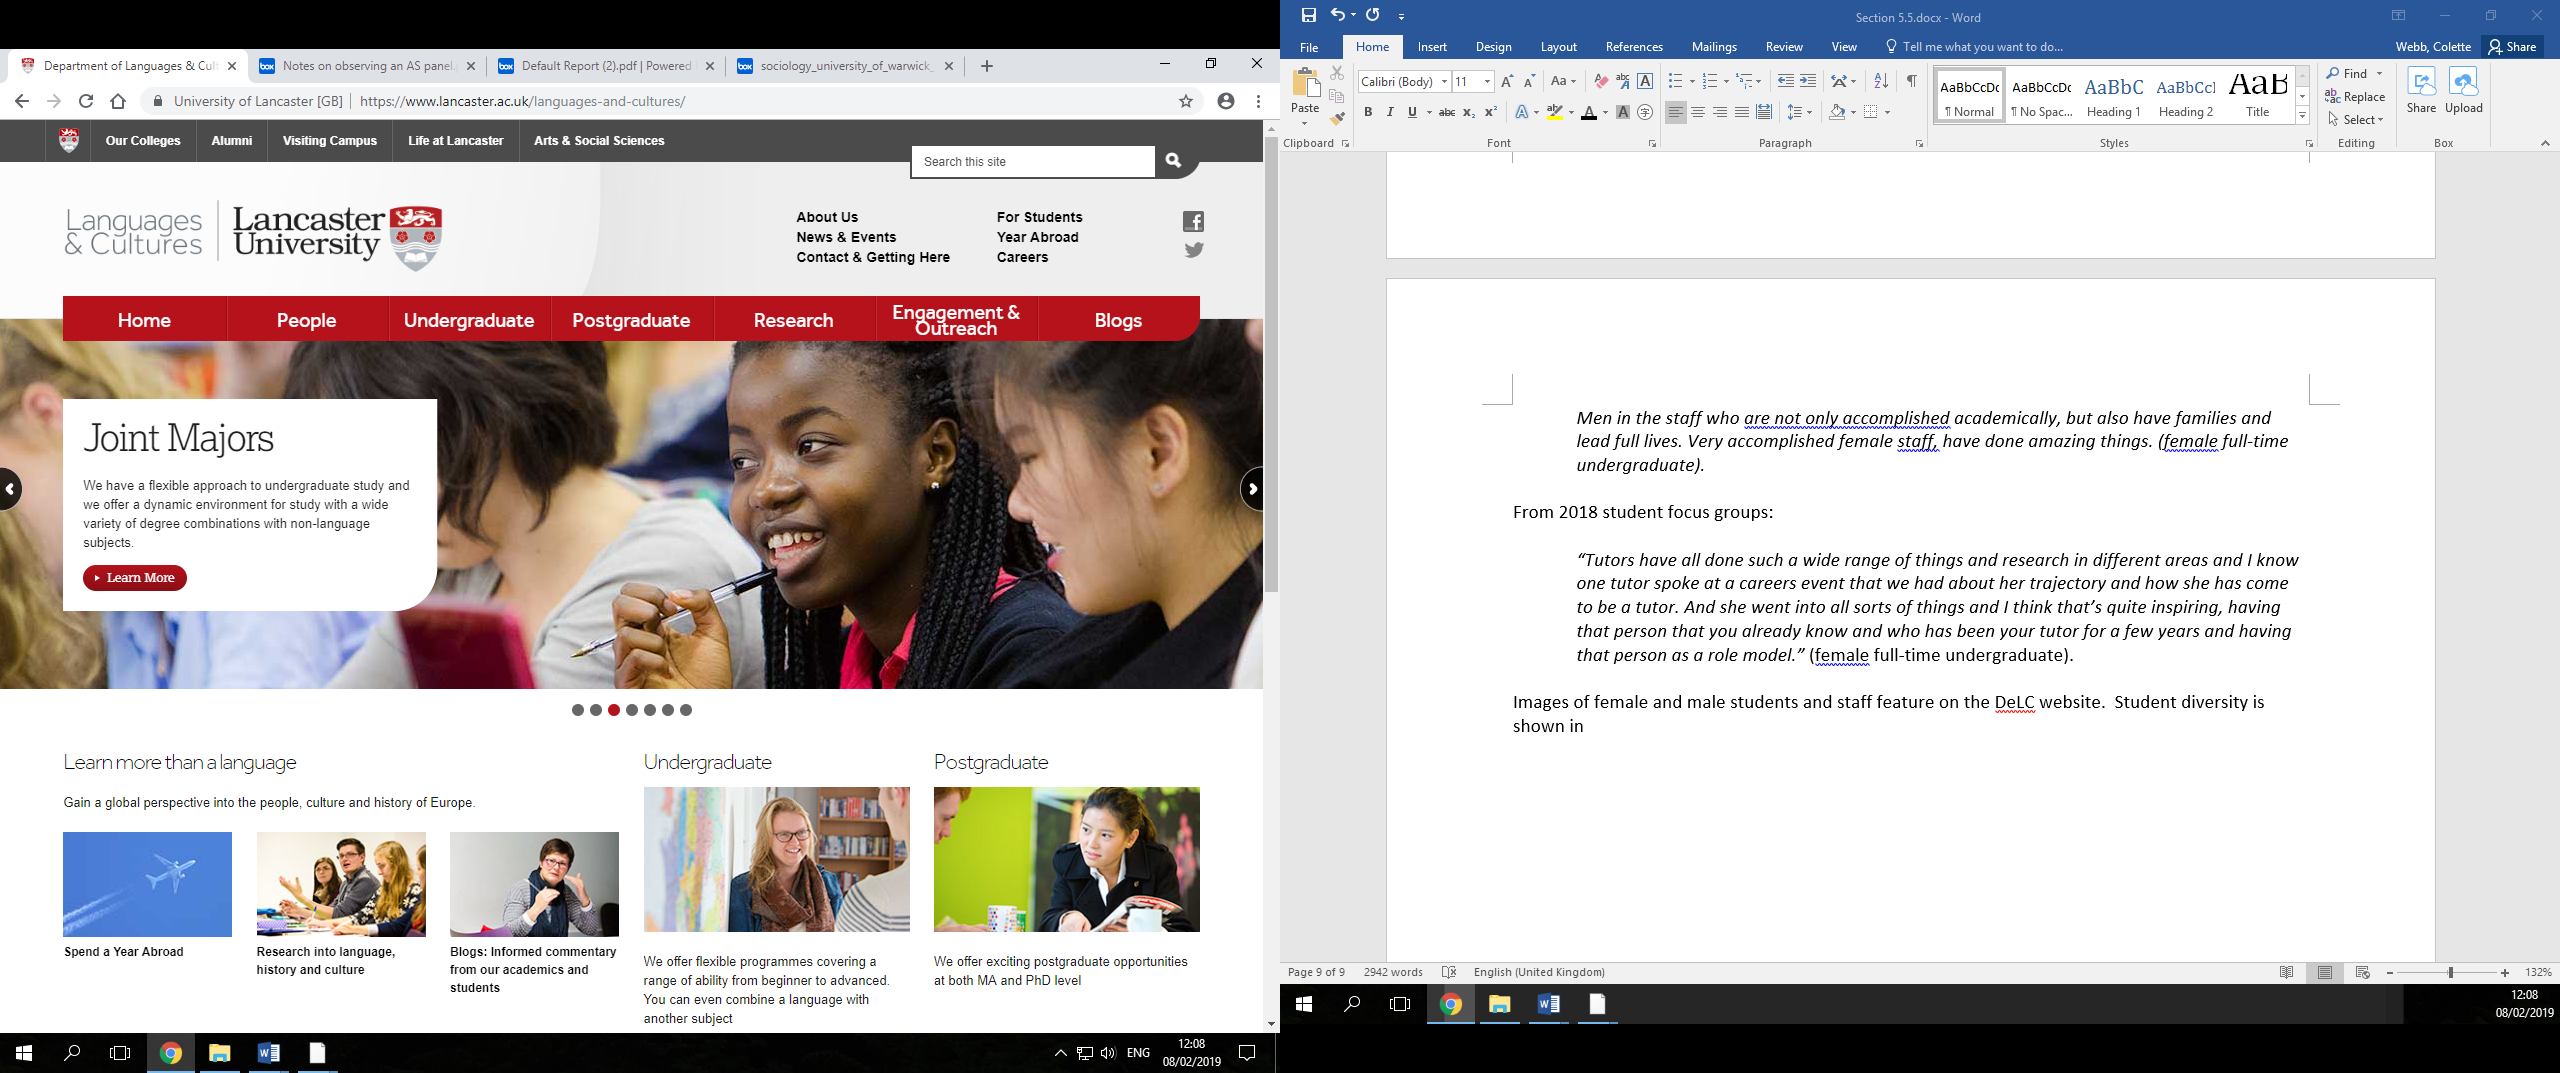 Department of Languages & Cul
Notes on observing an AS panel.
Default Report (2).pdf | Powered
sociology_university_of_warwick_
University of Lancaster [GB] | https://www.lancaster.ac.uk/languages-and-cultures/
Our Colleges
Alumni
Visiting Campus
Life at Lancaster
Arts & Social Sciences
Search this site
Languages
& Cultures
Lancaster
University
About Us
News & Events
Contact & Getting Here
For Students
Year Abroad
Careers
Home
People
Undergraduate
Postgraduate
Research
Engagement &
Outreach
Blogs
Joint Majors
We have a flexible approach to undergraduate study and
we offer a dynamic environment for study with a wide
variety of degree combinations with non-language
subjects.
Learn More
Learn more than a language
Gain a global perspective into the people, culture and history of Europe.
Spend a Year Abroad
Research into language,
history and culture
Blogs: Informed commentary
from our academics and
students
Undergraduate
We offer flexible programmes covering a
range of ability from beginner to advanced.
You can even combine a language with
another subject
Postgraduate
We offer exciting postgraduate opportunities
at both MA and PhD level
ENG
12:08
08/02/2019
Section 5.5.docx - Word
File
Home
Insert
Design
Layout
References
Mailings
Review
View
Tell me what you want to do...
Webb, Colette
Share
Paste
Clipboard
Calibri (Body)
11
Font
Paragraph
AaBbCcDc
¶ Normal
AaBbCcDc
¶ No Spac...
AaBbC
Heading 1
AaBbCc
Heading 2
AaB
Title
Styles
Find
Replace
Select
Editing
Share
Upload
Box
Men in the staff who are not only accomplished academically, but also have families and
lead full lives. Very accomplished female staff, have done amazing things. (female full-time
undergraduate).
From 2018 student focus groups:
“Tutors have all done such a wide range of things and research in different areas and I know
one tutor spoke at a careers event that we had about her trajectory and how she has come
to be a tutor. And she went into all sorts of things and I think that’s quite inspiring, having
that person that you already know and who has been your tutor for a few years and having
that person as a role model.” (female full-time undergraduate).
Images of female and male students and staff feature on the DeLC website.  Student diversity is
shown in
Page 9 of 9
2942 words
English (United Kingdom)
132%
12:08
08/02/2019